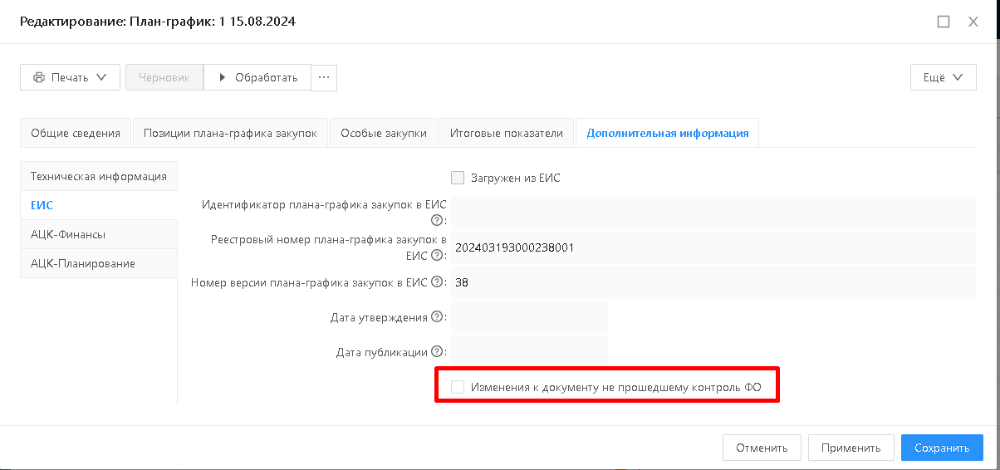 Редактирование: План-график: 1 15.08.2024
Печать
Черновик
Обработать
...
Ещё
Общие сведения
Позиции плана-графика закупок
Особые закупки
Итоговые показатели
Дополнительная информация
Техническая информация
ЕИС
АЦК-Финансы
АЦК-Планирование
Загружен из ЕИС
Идентификатор плана-графика закупок в ЕИС
?:
Реестровый номер плана-графика закупок в
ЕИС ?:
202403193000238001
Номер версии плана-графика закупок в ЕИС ?:
38
Дата утверждения ?:
Дата публикации ?:
Изменения к документу не прошедшему контроль ФО
Отменить
Применить
Сохранить